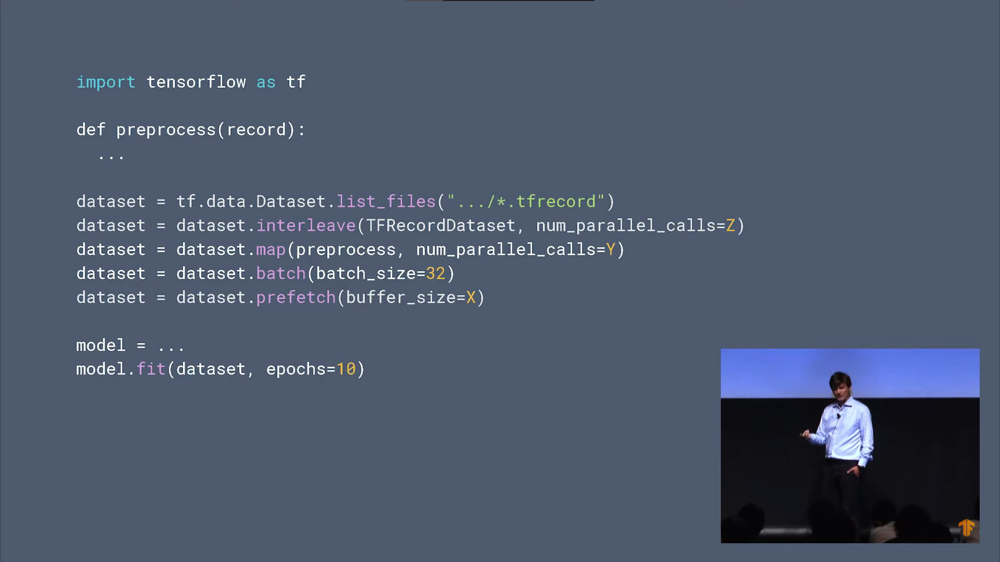 import tensorflow as tf
def preprocess(record):
...
dataset = tf.data.Dataset.list_files(".../*.tfrecord")
dataset = dataset.interleave(TFRecordDataset, num_parallel_calls=Z)
dataset = dataset.map(preprocess, num_parallel_calls=Y)
dataset = dataset.batch(batch_size=32)
dataset = dataset.prefetch(buffer_size=X)
model = ...
model.fit(dataset, epochs=10)